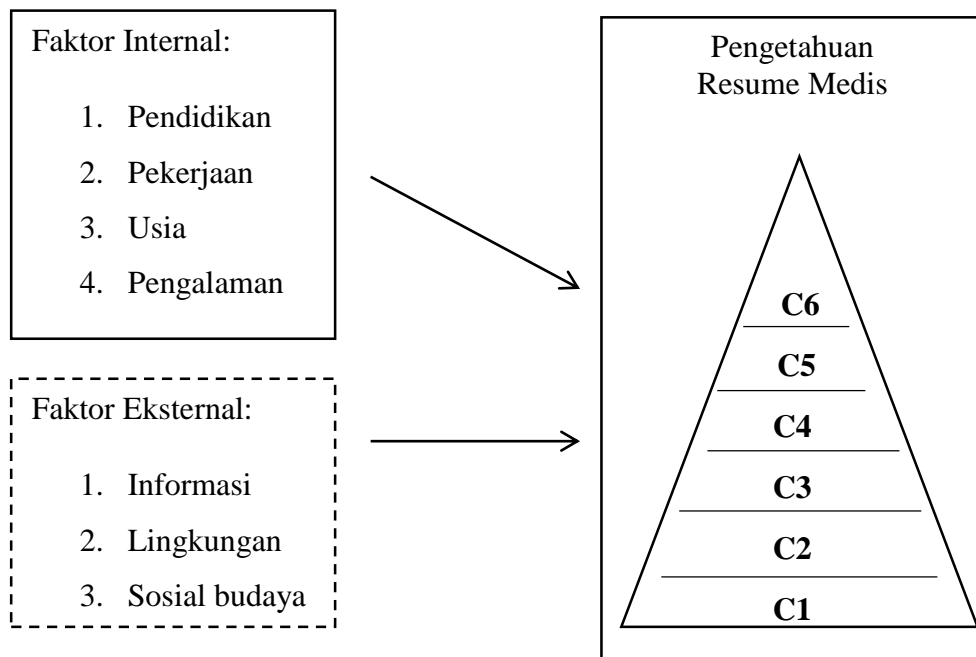 Faktor Internal:
1. Pendidikan
2. Pekerjaan
3. Usia
4. Pengalaman
Faktor Eksternal:
1. Informasi
2. Lingkungan
3. Sosial budaya
Pengetahuan
Resume Medis
C6
C5
C4
C3
C2
C1